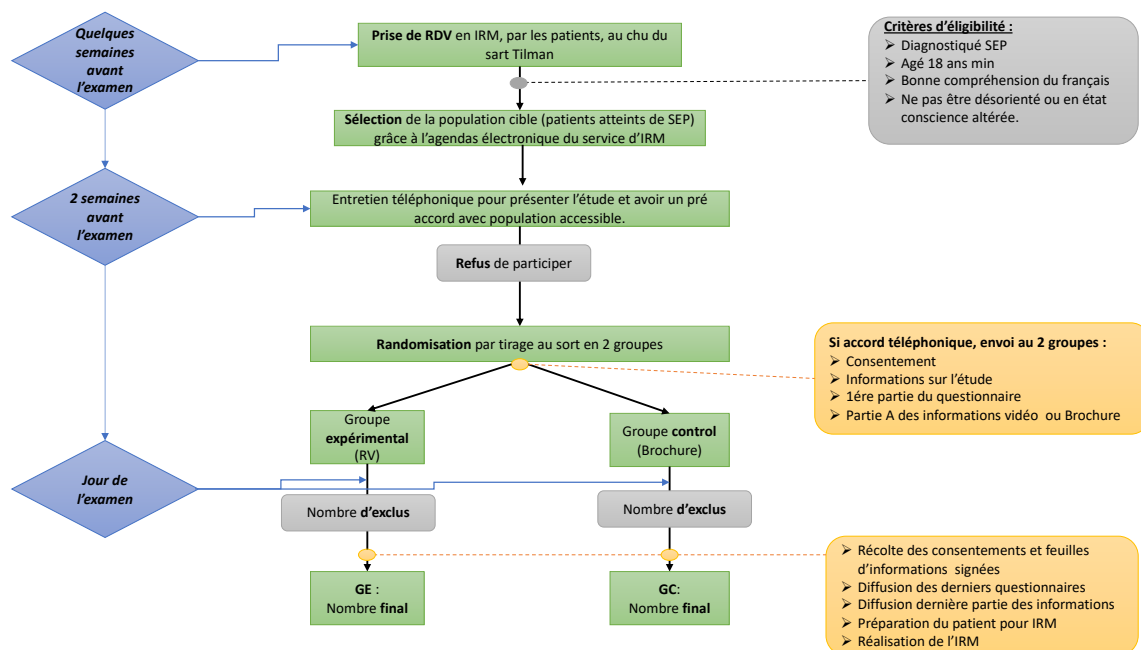 Quelques
semaines
avant
l'examen
Prise de RDV en IRM, par les patients, au chu du
sart Tilman
Critères d'éligibilité :
➢ Diagnostiqué SEP
➢ Agé 18 ans min
➢ Bonne compréhension du français
➢ Ne pas être désorienté ou en état
conscience altérée.
Sélection de la population cible (patients atteints de SEP)
grâce à l'agendas électronique du service d'IRM
2 semaines
avant
l'examen
Entretien téléphonique pour présenter l'étude et avoir un pré
accord avec population accessible.
Refus de participer
Randomisation par tirage au sort en 2 groupes
Si accord téléphonique, envoi au 2 groupes :
➢ Consentement
➢ Informations sur l'étude
➢ 1ére partie du questionnaire
➢ Partie A des informations vidéo ou Brochure
Groupe
expérimental
(RV)
Groupe control
(Brochure)
Jour de
l'examen
Nombre d'exclus
Nombre d'exclus
➢ Récolte des consentements et feuilles
d'informations signées
➢ Diffusion des derniers questionnaires
➢ Diffusion dernière partie des informations
➢ Préparation du patient pour IRM
➢ Réalisation de l'IRM
GE :
Nombre final
GC:
Nombre final